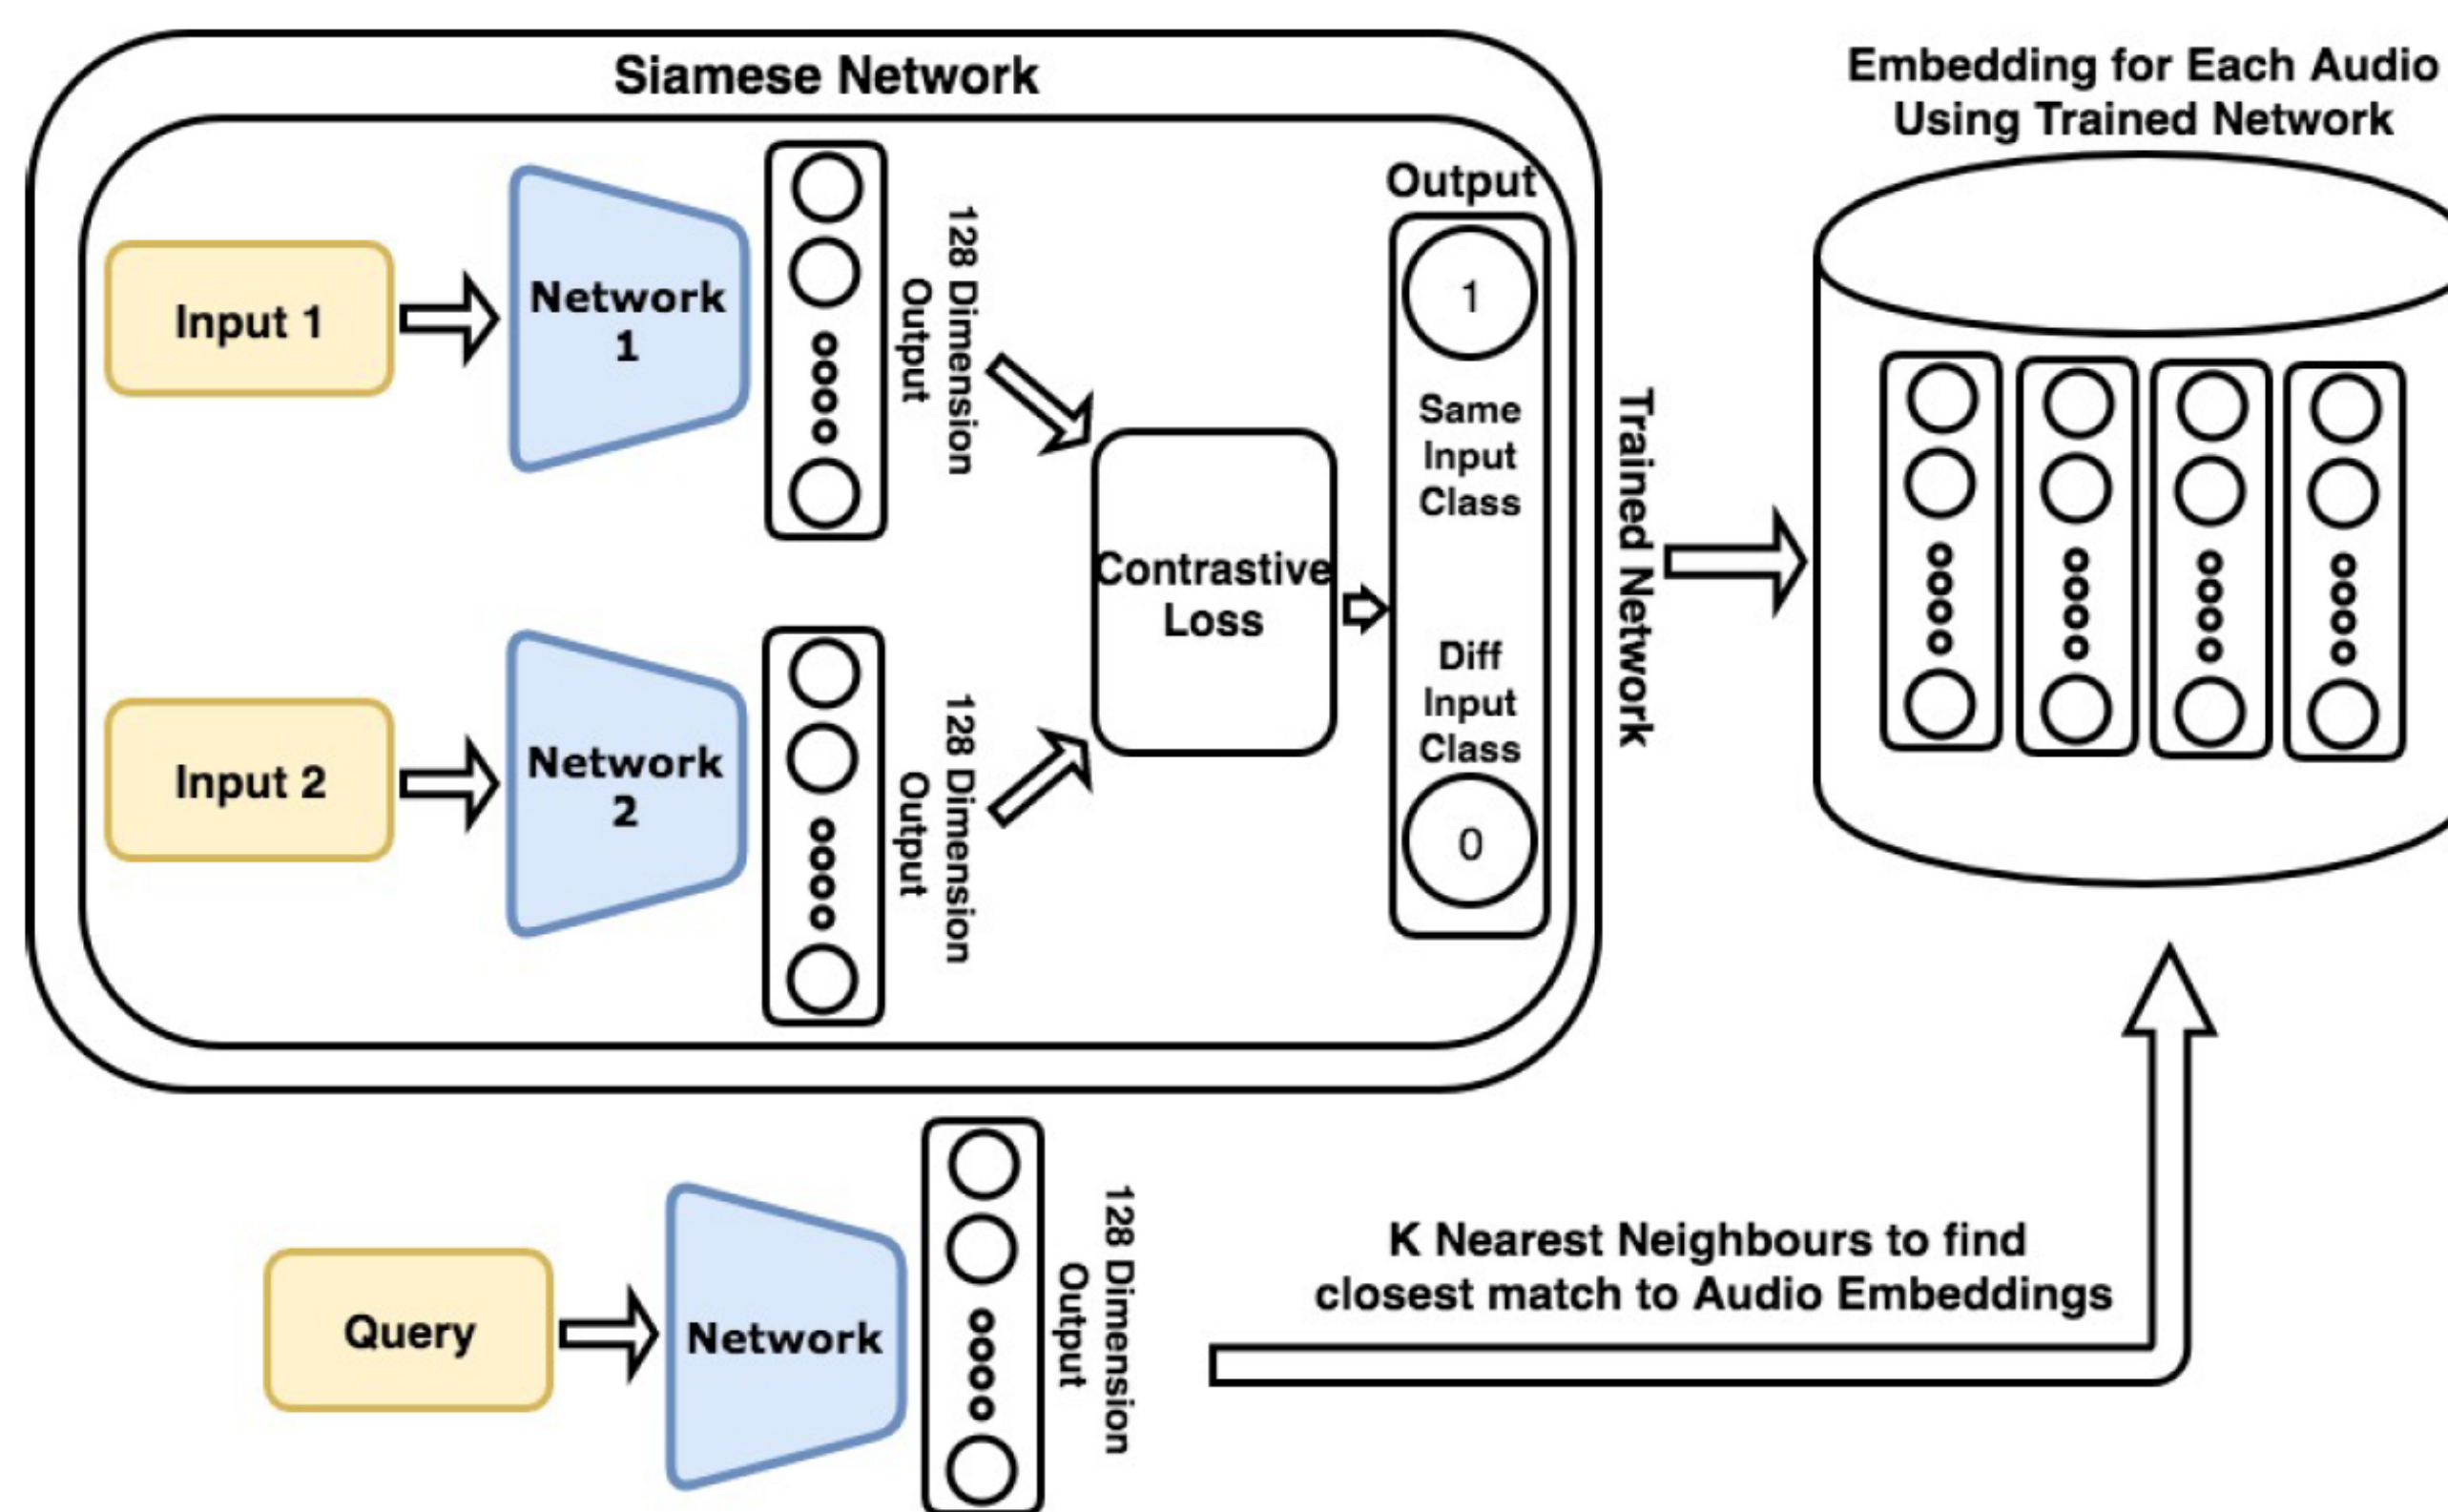 Siamese Network
Input 1
Network
1
128 Dimension
Output
Input 2
Network
2
128 Dimension
Output
Contrastive
Loss
Output
1
Same
Input
Class
Diff
Input
Class
0
Trained Network
Embedding for Each Audio
Using Trained Network
Query
Network
128 Dimension
Output
K Nearest Neighbours to find
closest match to Audio Embeddings